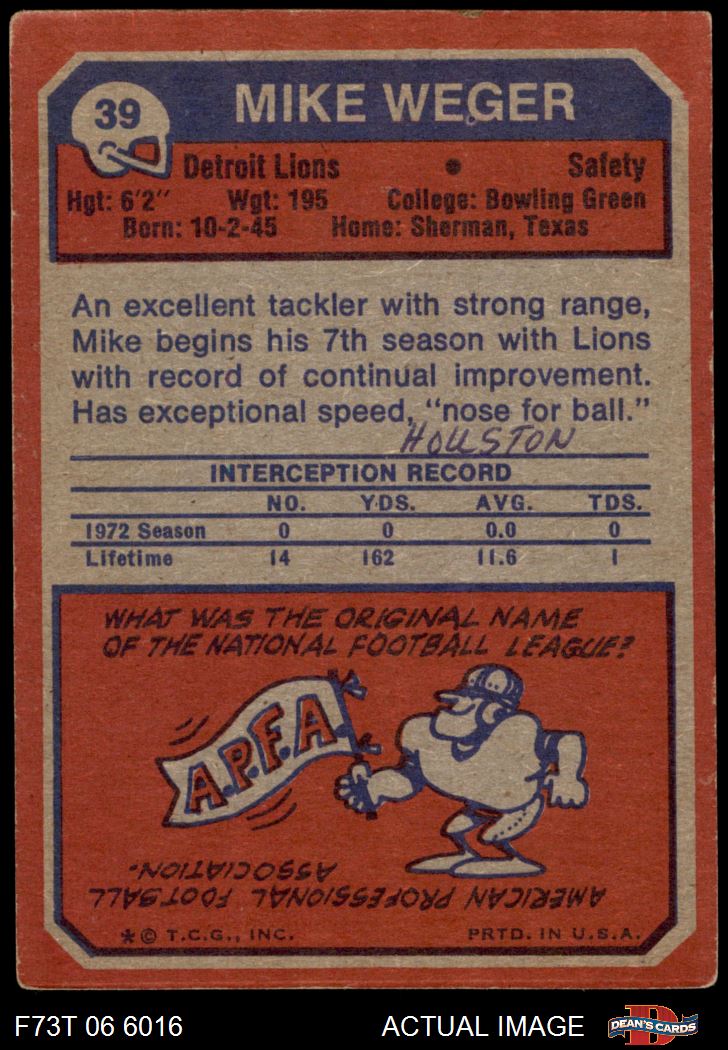 39
MIKE WEGER
Detroit Lions • Safety
Hgt: 6'2" Wgt: 195 College: Bowling Green
Born: 10-2-45 Home: Sherman, Texas
An excellent tackler with strong range,
Mike begins his 7th season with Lions
with record of continual improvement.
Has exceptional speed, "nose for ball."
HOUSTON
INTERCEPTION RECORD
NO. YDS. AVG. TDS.
1972 Season 0 0 0.0 0
Lifetime 14 162 11.6 1
WHAT WAS THE ORIGINAL NAME
OF THE NATIONAL FOOTBALL LEAGUE?
A.P.F.A.
AMERICAN PROFESSIONAL FOOTBALL
ASSOCIATION.
*© T.C.G., INC. PRTD. IN U.S.A.
F73T 06 6016 ACTUAL IMAGE D DEAN'S CARDS